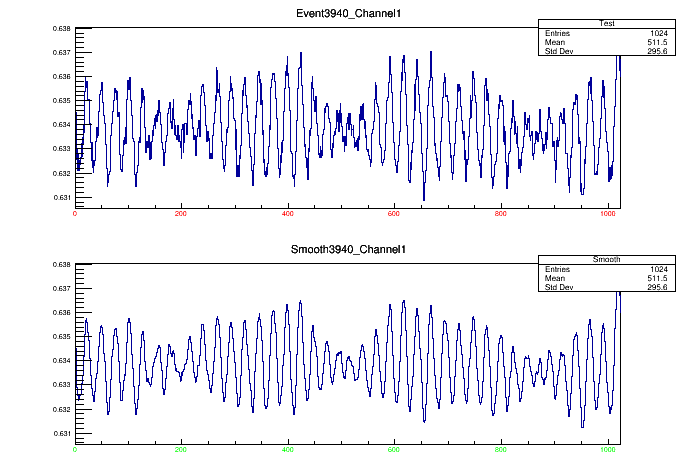 Event3940_Channel1
Test
Entries 1024
Mean 511.5
Std Dev 295.6
0.638
0.637
0.636
0.635
0.634
0.633
0.632
0.631
0 200 400 600 800 1000
Smooth3940_Channel1
Smooth
Entries 1024
Mean 511.5
Std Dev 295.6
0.638
0.637
0.636
0.635
0.634
0.633
0.632
0.631
0 200 400 600 800 1000